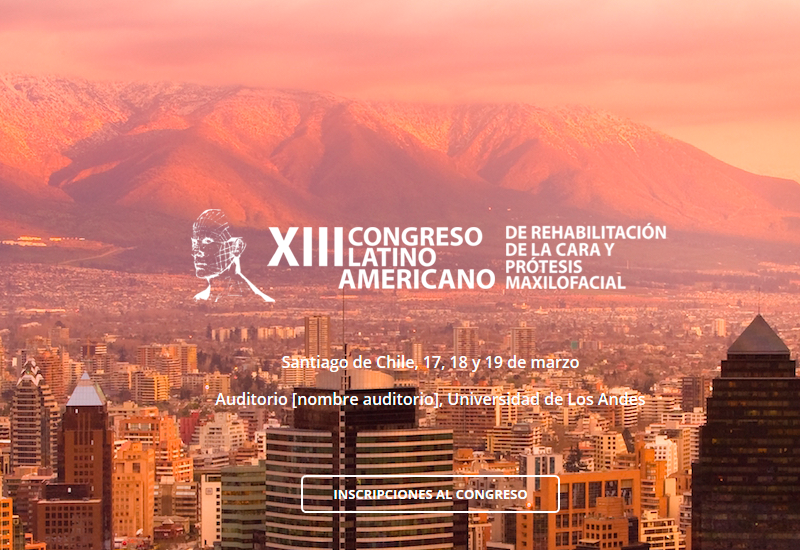 XIII CONGRESO
LATINO
AMERICANO
DE REHABILITACIÓN
DE LA CARA Y
PRÓTESIS
MAXILOFACIAL
Santiago de Chile, 17, 18 y 19 de marzo
Auditorio [nombre auditorio], Universidad de Los Andes
INSCRIPCIONES AL CONGRESO